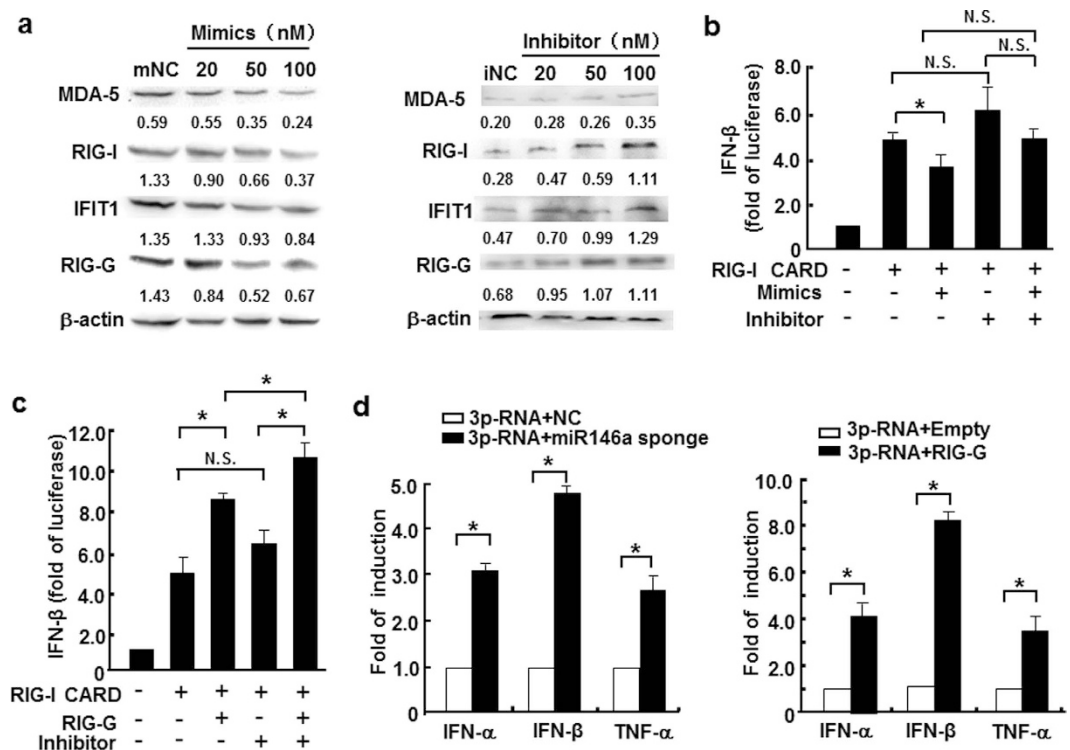 a
Mimics (nM)
mNC 20 50 100
MDA-5
0.59 0.55 0.35 0.24
RIG-I
1.33 0.90 0.66 0.37
IFIT1
1.35 1.33 0.93 0.84
RIG-G
1.43 0.84 0.52 0.67
β-actin
Inhibitor (nM)
iNC 20 50 100
MDA-5
0.20 0.28 0.26 0.35
RIG-I
0.28 0.47 0.59 1.11
IFIT1
0.47 0.70 0.99 1.29
RIG-G
0.68 0.95 1.07 1.11
β-actin
b
N.S.
N.S.
N.S.
*
IFN-β
(fold of luciferase)
8.0
6.0
4.0
2.0
0
RIG-I CARD - + + + +
Mimics - - + - +
Inhibitor - - - + +
c
*
* *
N.S.
IFN-β (fold of luciferase)
12.0
10.0
8.0
6.0
4.0
2.0
0
RIG-I CARD - + + + +
RIG-G - - + - +
Inhibitor - - - + +
d
3p-RNA+NC
3p-RNA+miR146a sponge
Fold of induction
5.0
3.0
1.0
0
* * *
IFN-α IFN-β TNF-α
3p-RNA+Empty
3p-RNA+RIG-G
Fold of induction
10.0
8.0
6.0
4.0
2.0
0
* * *
IFN-α IFN-β TNF-α